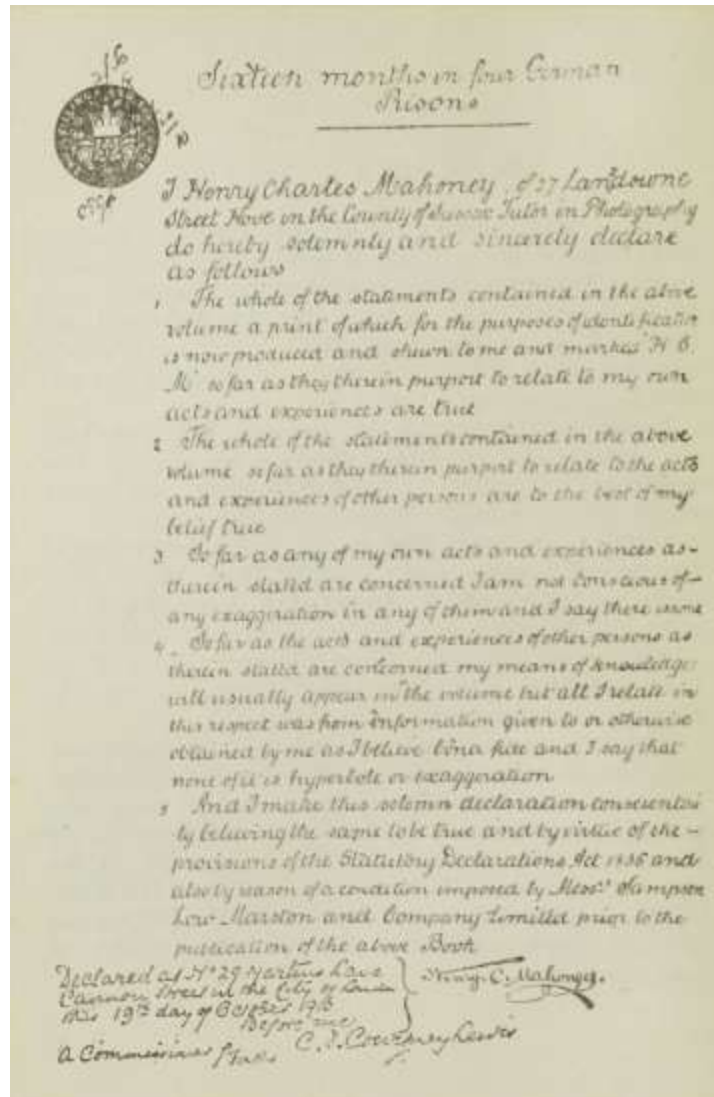 Sixteen months in four German
Prisons
I Henry Charles Mahoney, of 27 Lansdowne
Street Hove in the County of Sussex Tutor in Photography
do hereby solemnly and sincerely declare
as follows
1 The whole of the statements contained in the above
volume a print of which for the purposes of identification
is now produced and shewn to me and marked "H. C.
M" so far as they therein purport to relate to my own
acts and experiences are true
2 The whole of the statements contained in the above
volume so far as they therein purport to relate to the acts
and experiences of other persons are to the best of my
belief true
3 So far as any of my own acts and experiences as-
therein stated are concerned I am not conscious of-
any exaggeration in any of them and I say there is none
4 So far as the acts and experiences of other persons as
therein stated are concerned my means of knowledge
will usually appear in the volume but all I relate in
this respect was from information given to or otherwise
obtained by me as I believe bona fide and I say that
none of it is hyperbole or exaggeration
5 And I make this solemn declaration conscientious
ly believing the same to be true and by virtue of the-
provisions of the Statutory Declarations Act 1835 and
also by reason of a condition imposed by Messrs Sampson
Low Marston and Company Limited prior to the
publication of the above Book
Declared at No 29 Martins Lane
Cannon Street in the City of London
this 19th day of October
Before me
Henry. C. Mahoney.
A Commissioner
C. J. Courtney Lewis